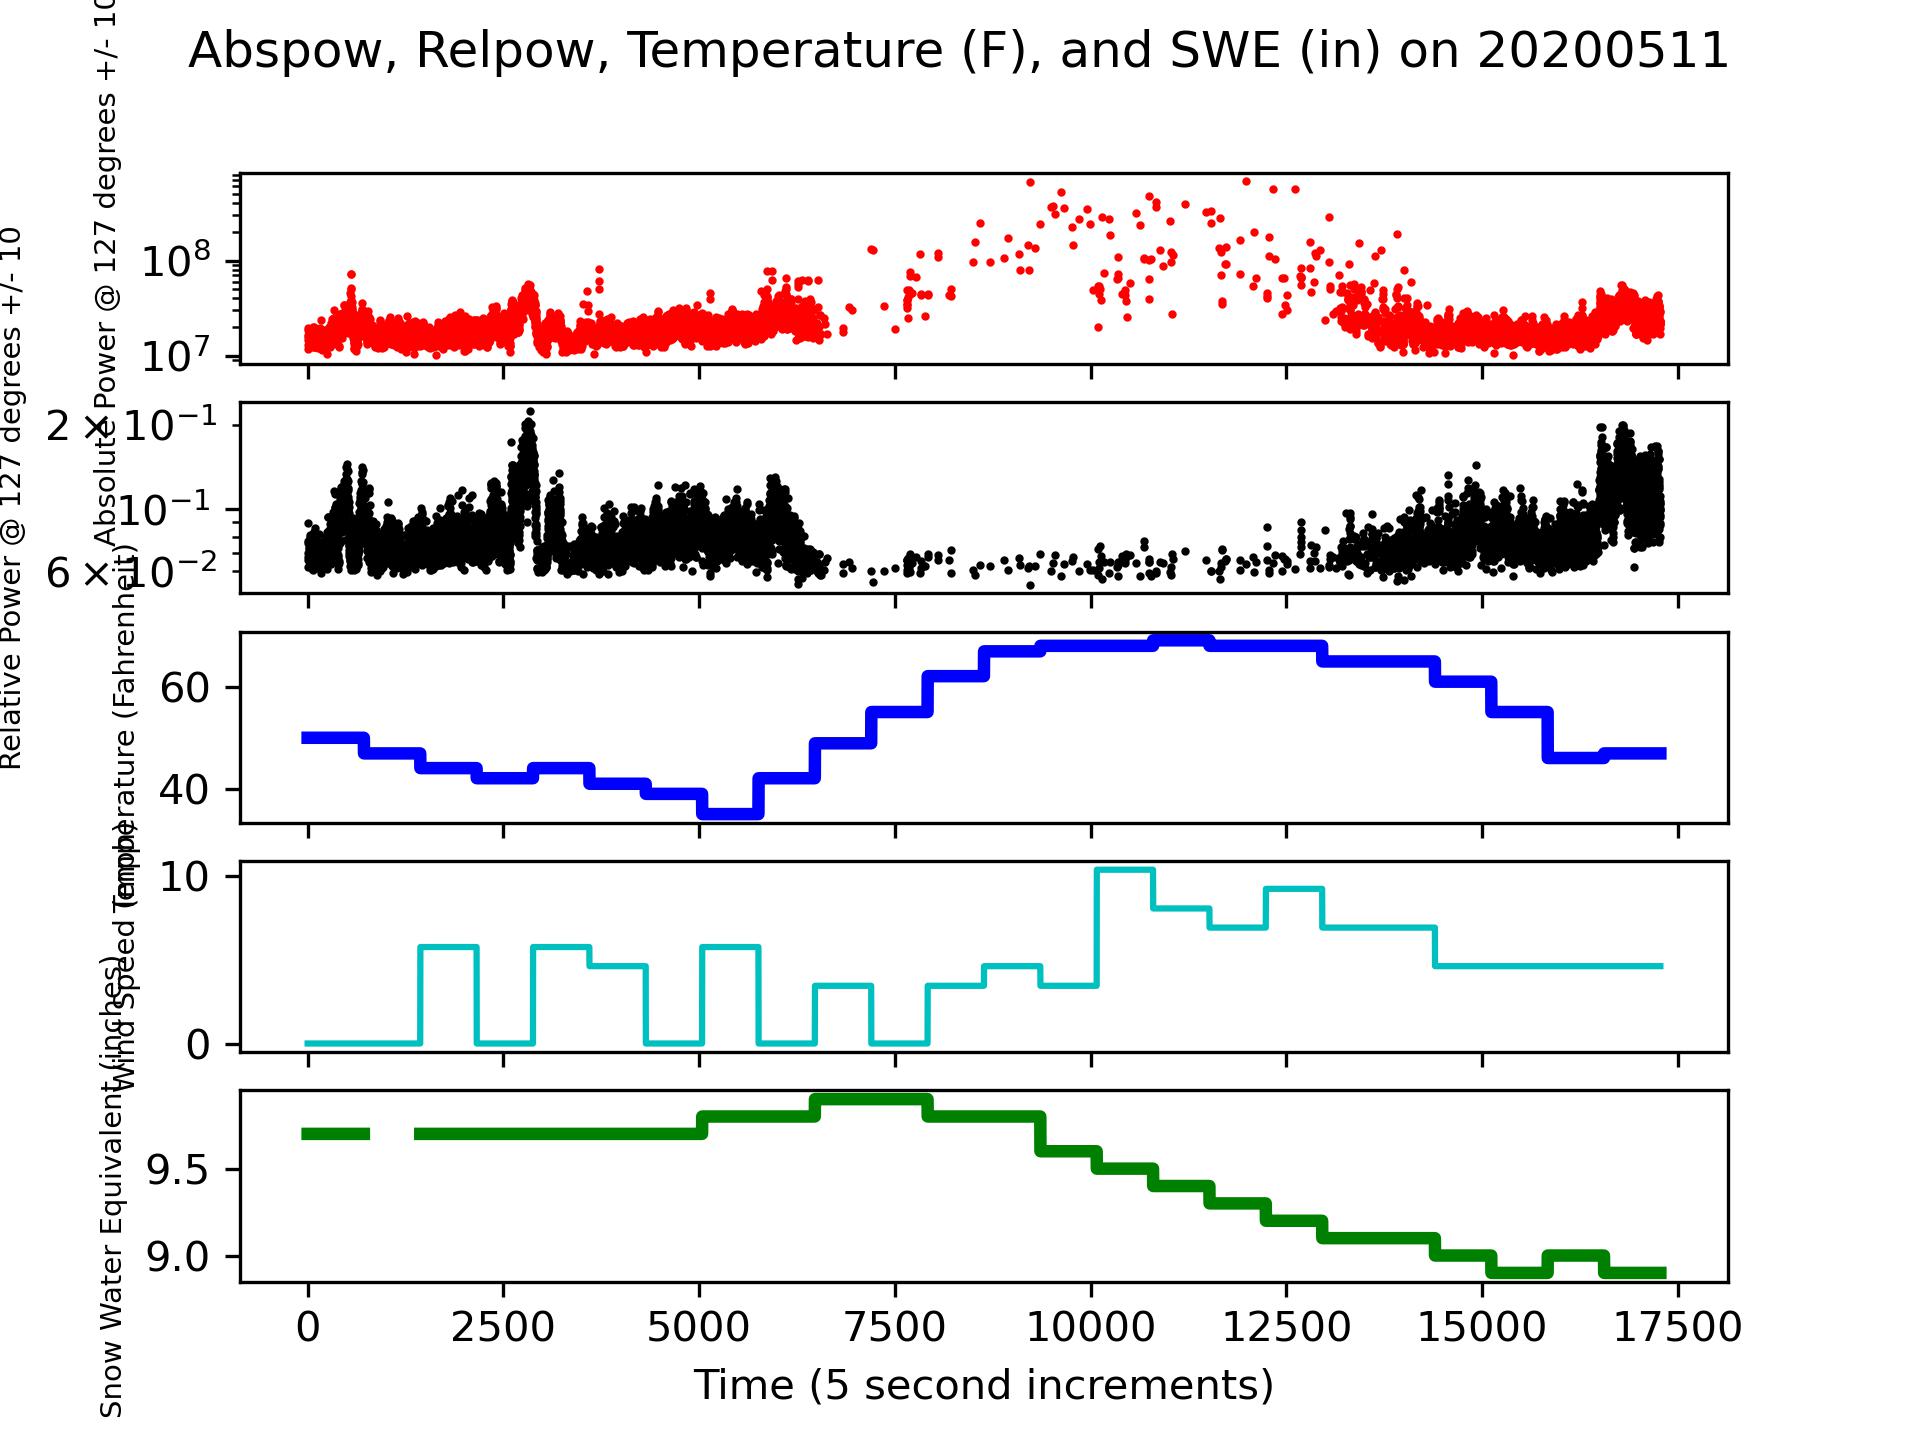 Abspow, Relpow, Temperature (F), and SWE (in) on 20200511
Absolute Power @ 127 degrees +/- 10
10⁸
10⁷
Relative Power @ 127 degrees +/- 10
2 × 10⁻¹
10⁻¹
6 × 10⁻²
Temperature (Fahrenheit)
60
40
Wind Speed (mph)
10
0
Snow Water Equivalent (inches)
9.5
9.0
0 2500 5000 7500 10000 12500 15000 17500
Time (5 second increments)